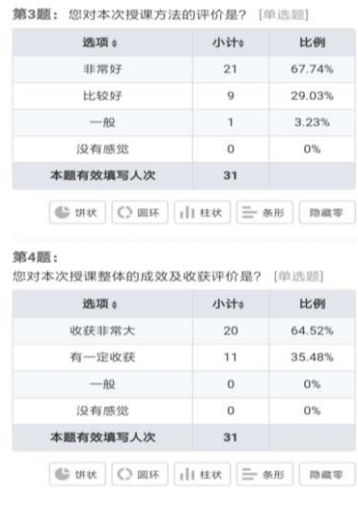 第3题：您对本次授课方法的评价是？ [单选题]
选项 小计 比例
非常好 21 67.74%
比较好 9 29.03%
一般 1 3.23%
没有感觉 0 0%
本题有效填写人次 31
饼状 圆环 柱状 条形 隐藏零
第4题：
您对本次授课整体的成效及收获评价是？ [单选题]
选项 小计 比例
收获非常大 20 64.52%
有一定收获 11 35.48%
一般 0 0%
没有感觉 0 0%
本题有效填写人次 31
饼状 圆环 柱状 条形 隐藏零